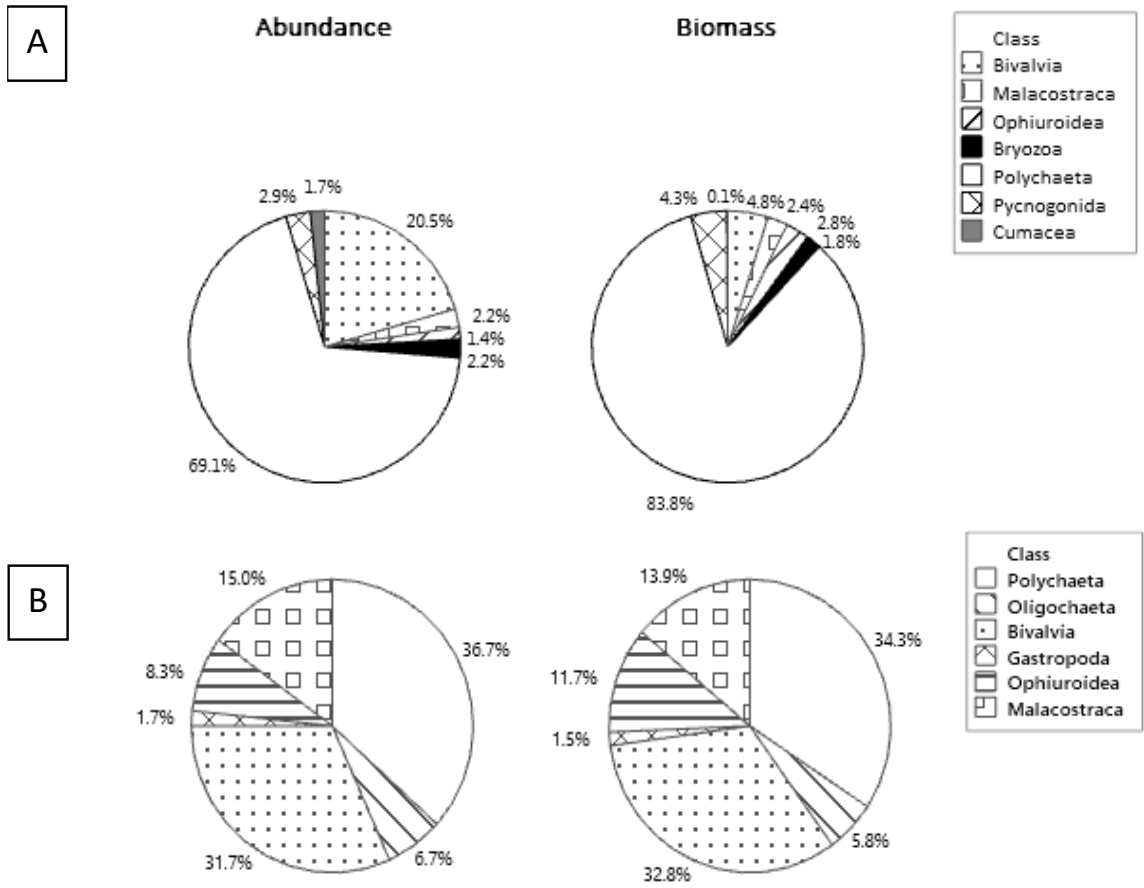 A
Abundance
Biomass
Class
Bivalvia
Malacostraca
Ophiuroidea
Bryozoa
Polychaeta
Pycnogonida
Cumacea
2.9%
1.7%
20.5%
2.2%
1.4%
2.2%
69.1%
4.3%
0.1%
4.8%
2.4%
2.8%
1.8%
83.8%
B
15.0%
36.7%
8.3%
1.7%
31.7%
6.7%
13.9%
34.3%
11.7%
1.5%
32.8%
5.8%
Class
Polychaeta
Oligochaeta
Bivalvia
Gastropoda
Ophiuroidea
Malacostraca